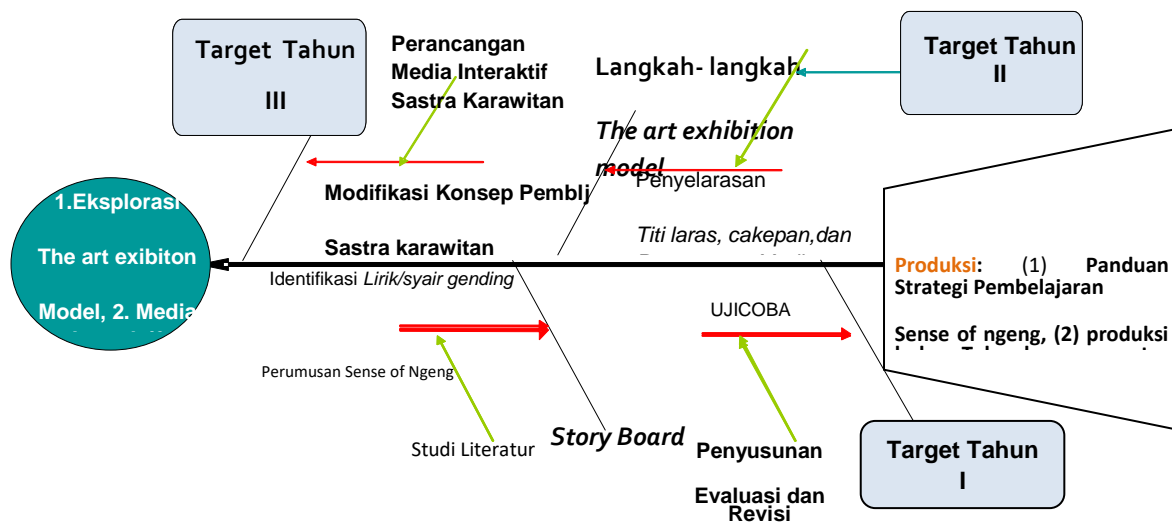 Target Tahun
III
Perancangan
Media Interaktif
Sastra Karawitan
Langkah- langkah
The art exhibition
model
Target Tahun
II
Penyelarasan
Modifikasi Konsep Pemblj
Sastra karawitan
Titi laras, cakepan,dan
1.Eksplorasi
The art exibiton
Model, 2. Media
Identifikasi Lirik/syair gending
Produksi: (1) Panduan
Strategi Pembelajaran
Sense of ngeng, (2) produksi
UJICOBA
Perumusan Sense of Ngeng
Studi Literatur
Story Board
Penyusunan
Evaluasi dan
Revisi
Target Tahun
I